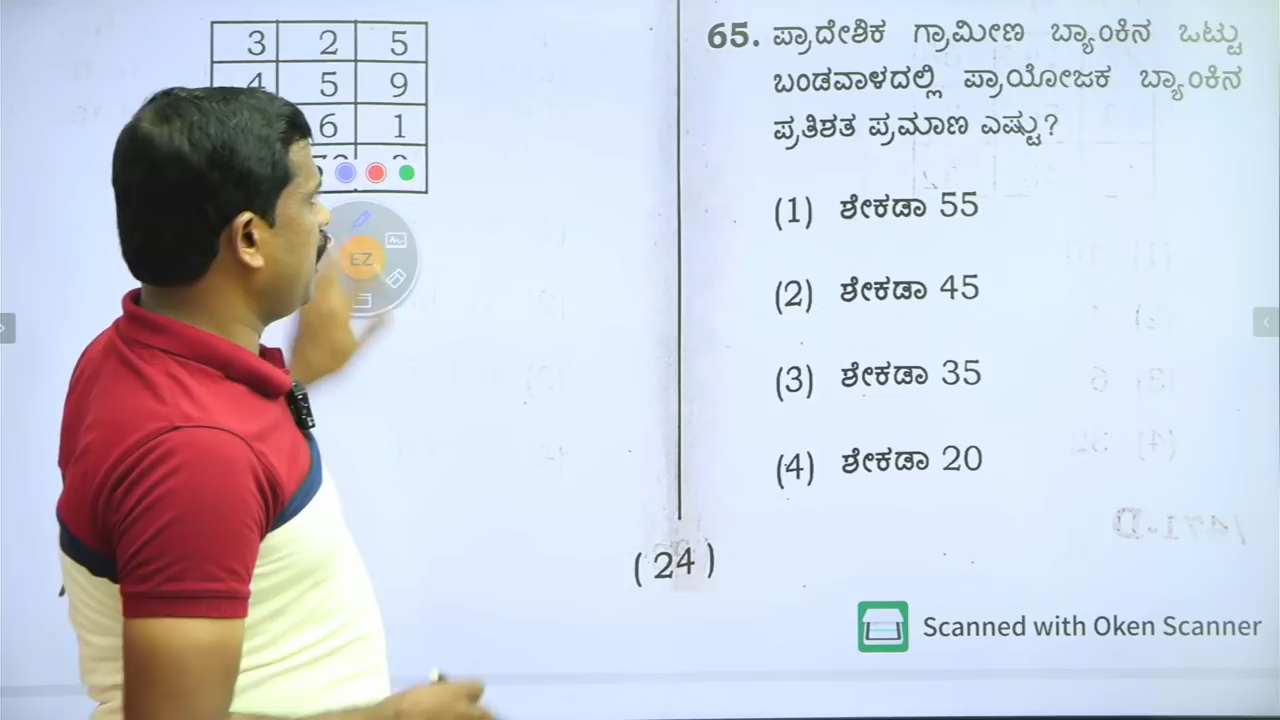 3 2 5
4 5 9
6 1
EZ
65. ಪ್ರಾದೇಶಿಕ ಗ್ರಾಮೀಣ ಬ್ಯಾಂಕಿನ ಒಟ್ಟು
ಬಂಡವಾಳದಲ್ಲಿ ಪ್ರಾಯೋಜಕ ಬ್ಯಾಂಕಿನ
ಪ್ರತಿಶತ ಪ್ರಮಾಣ ಎಷ್ಟು?
(1) ಶೇಕಡಾ 55
(2) ಶೇಕಡಾ 45
(3) ಶೇಕಡಾ 35
(4) ಶೇಕಡಾ 20
(24)
Scanned with Oken Scanner